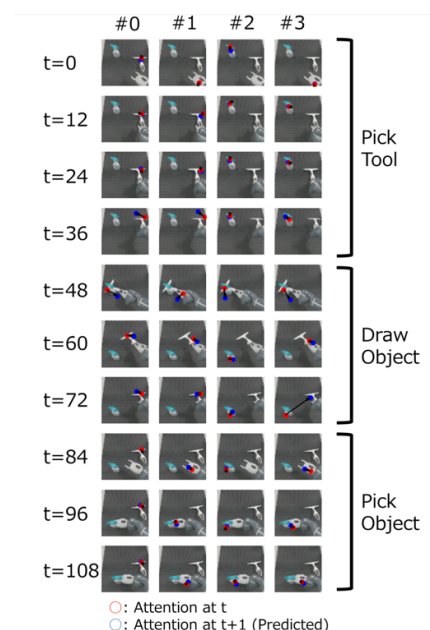 #0 #1 #2 #3
t=0
t=12
t=24
t=36
Pick
Tool
t=48
t=60
t=72
Draw
Object
t=84
t=96
t=108
Pick
Object
○: Attention at t
○: Attention at t+1 (Predicted)